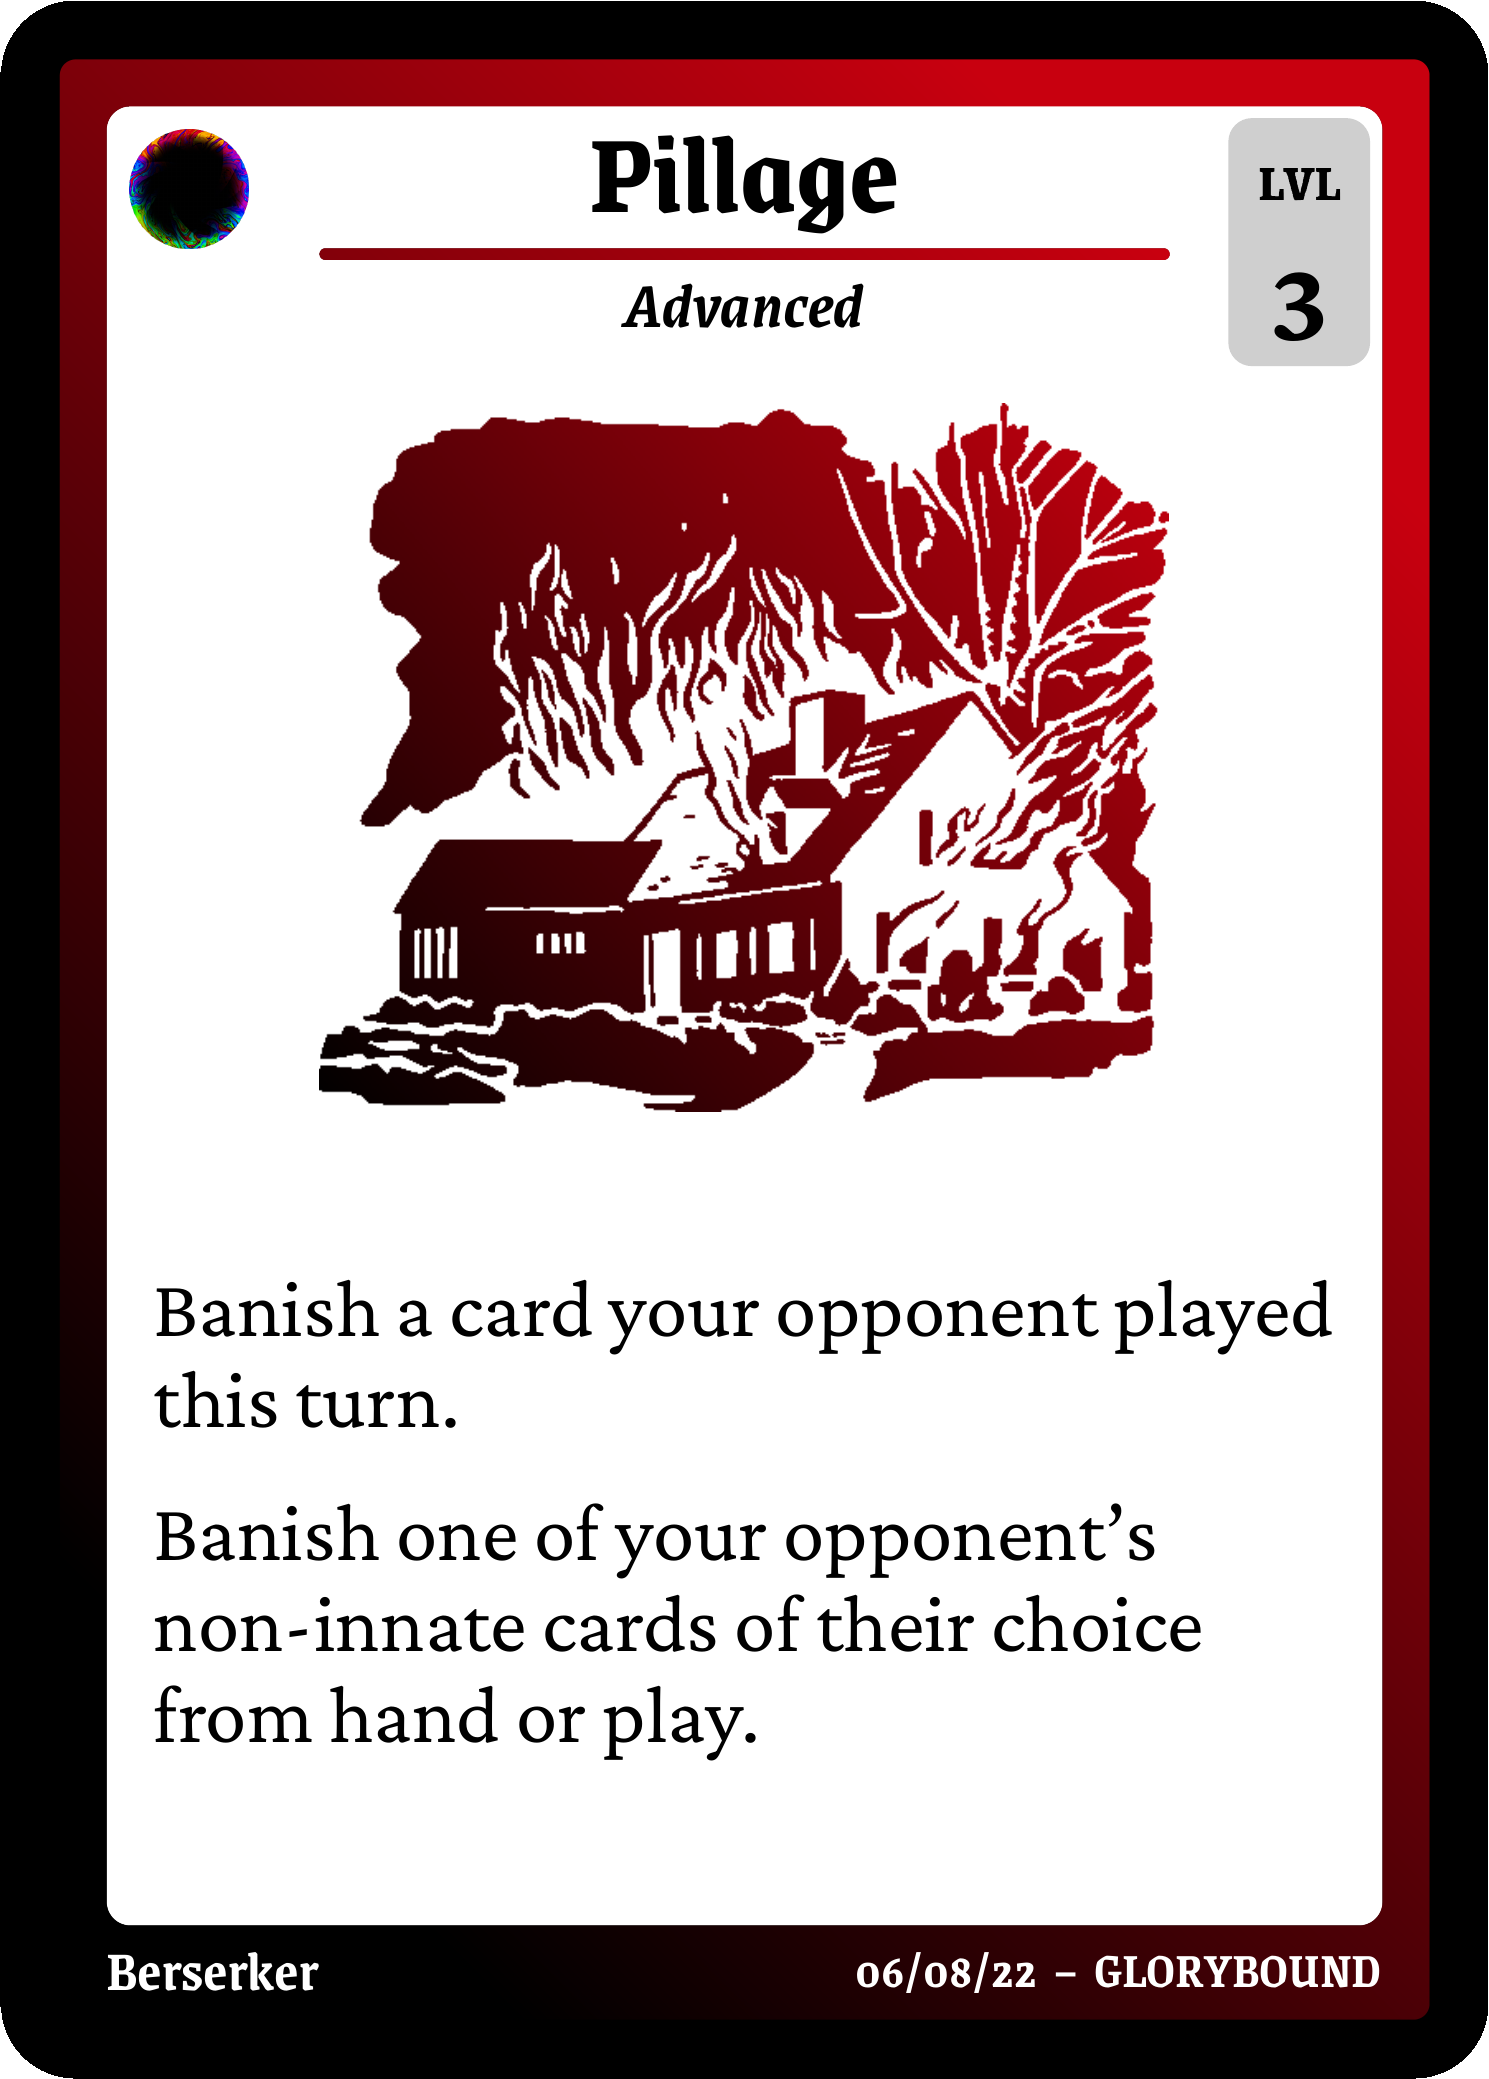 Pillage
LVL
3
Advanced
Banish a card your opponent played
this turn.
Banish one of your opponent’s
non-innate cards of their choice
from hand or play.
Berserker
06/08/22 – GLORYBOUND